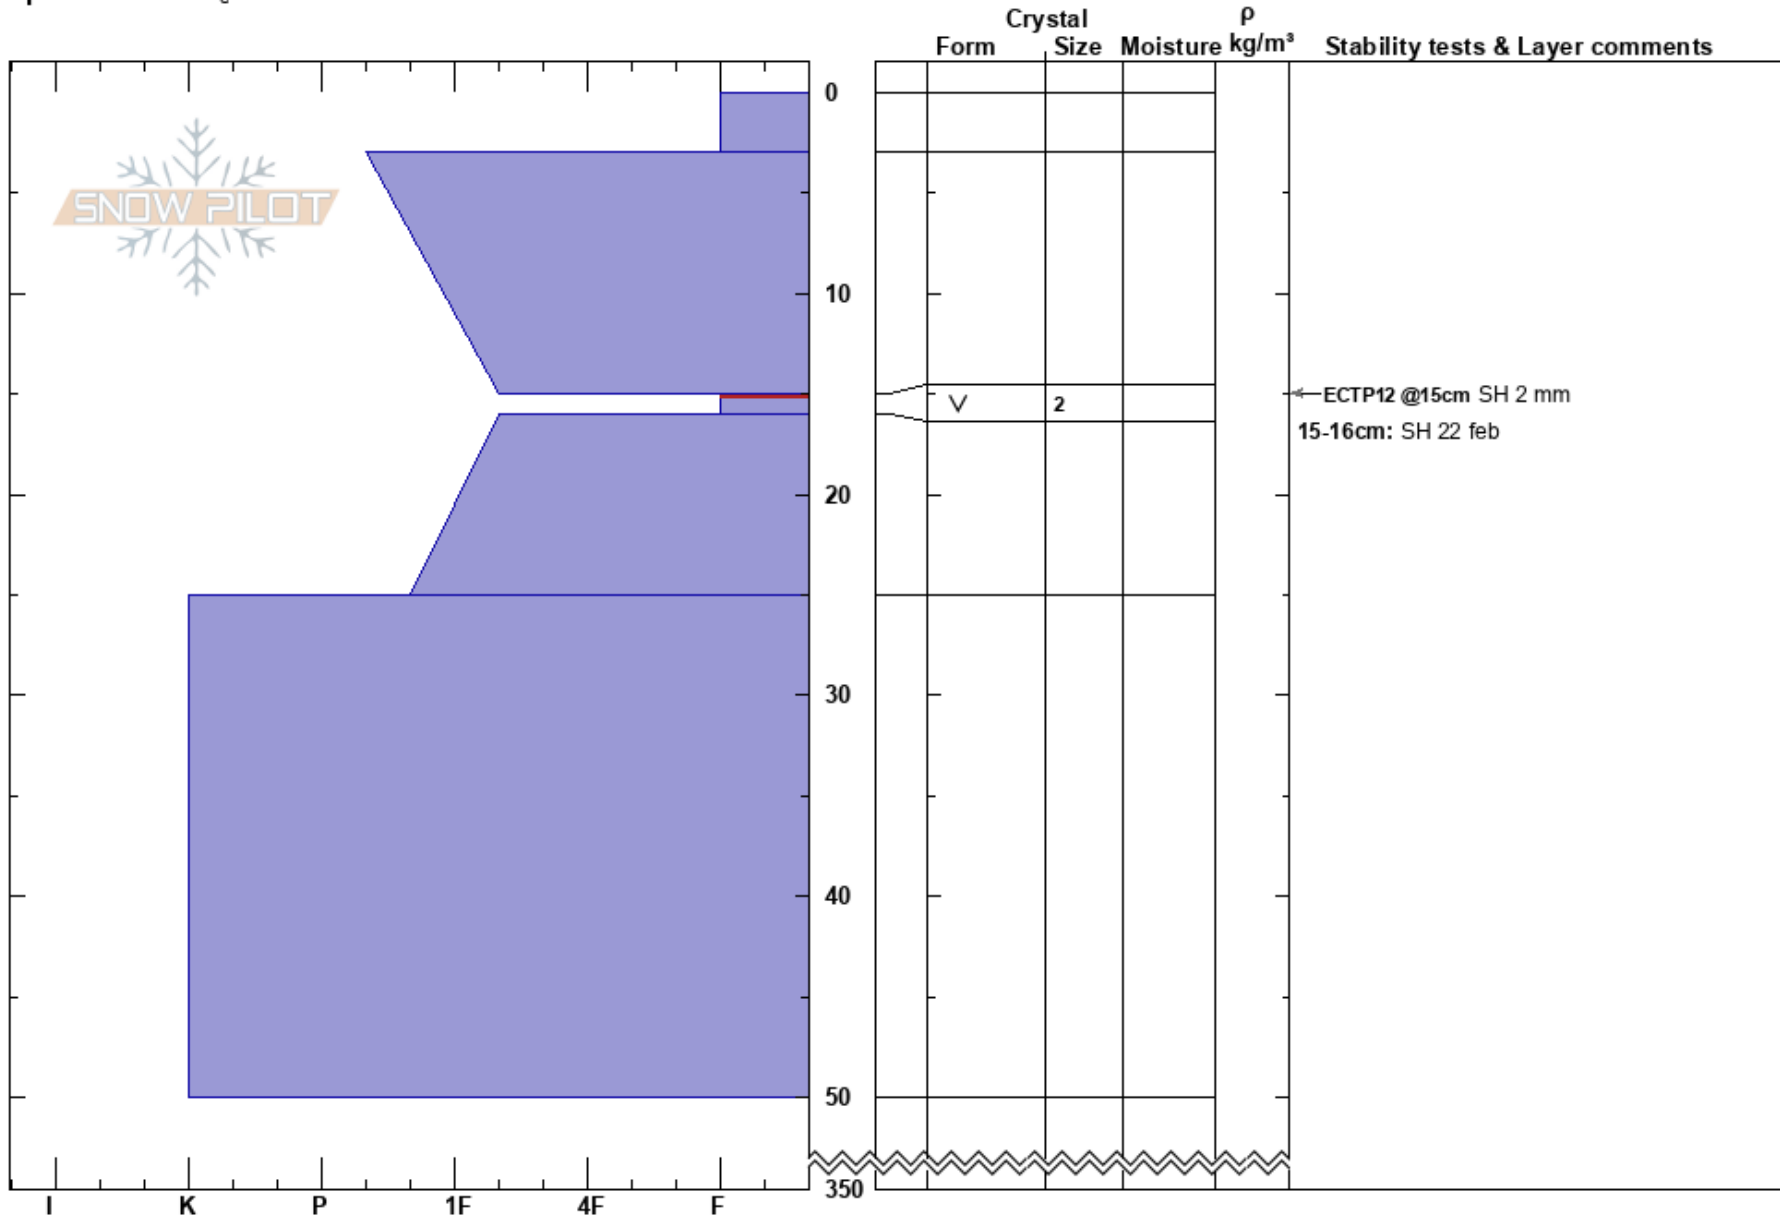 Crystal
ρ
Form Size Moisture kg/m³ Stability tests & Layer comments
0
SNOW PILOT
10
2
ECTP12 @15cm SH 2 mm
15-16cm: SH 22 feb
20
30
40
50
350
I K P 1F 4F F